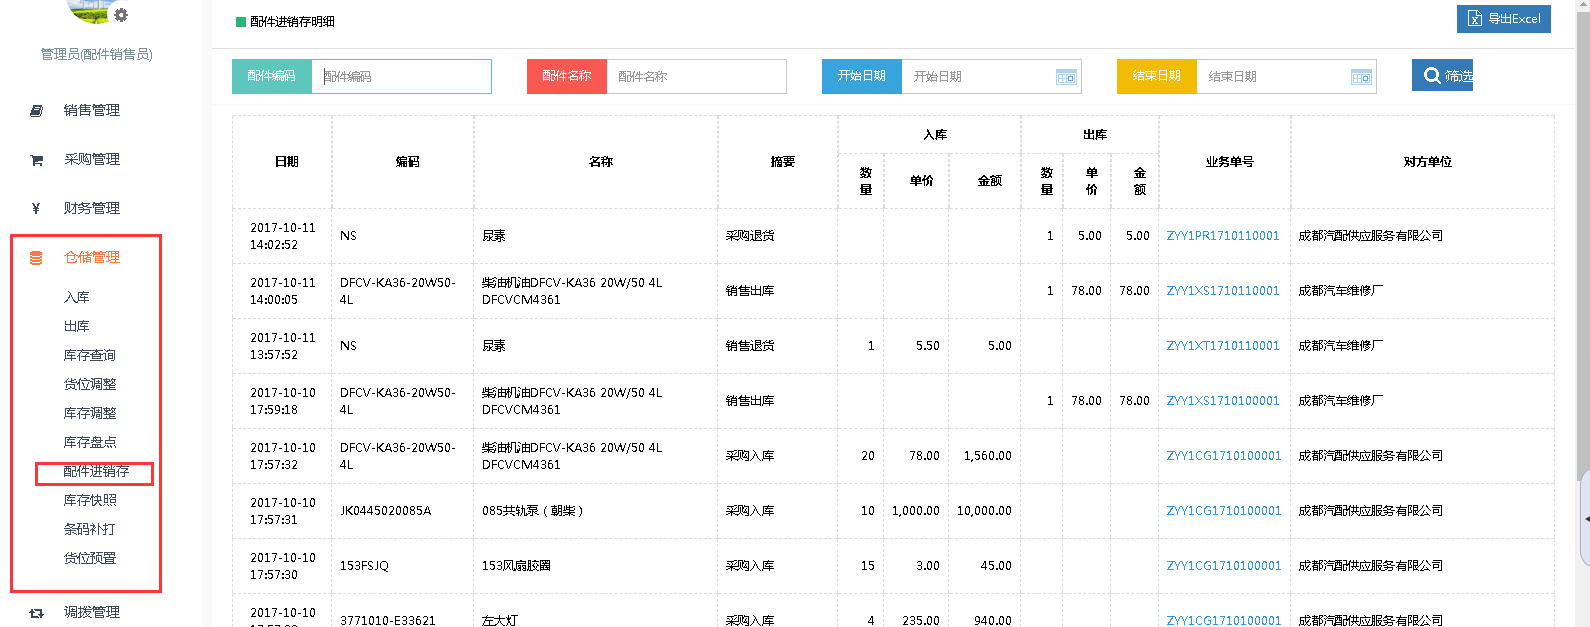 管理员(配件销售员)
销售管理
采购管理
¥ 财务管理
仓储管理
入库
出库
库存查询
货位调整
库存调整
库存盘点
配件进销存
库存快照
条码补打
货位预置
调拨管理
配件进销存明细
导出Excel
配件编码 配件编码 配件名称 配件名称 开始日期 开始日期 结束日期 结束日期 筛选
日期 编码 名称 摘要 入库 出库 业务单号 对方单位
数量 单价 金额 数量 单价 金额
2017-10-11 14:02:52 NS 尿素 采购退货 1 5.00 5.00 ZYY1PR1710110001 成都汽配供应服务有限公司
2017-10-11 14:00:05 DFCV-KA36-20W50-4L 柴油机油DFCV-KA36 20W/50 4L DFCVCM4361 销售出库 1 78.00 78.00 ZYY1XS1710110001 成都汽车维修厂
2017-10-11 13:57:52 NS 尿素 销售退货 1 5.50 5.00 ZYY1XT1710110001 成都汽车维修厂
2017-10-10 17:59:18 DFCV-KA36-20W50-4L 柴油机油DFCV-KA36 20W/50 4L DFCVCM4361 销售出库 1 78.00 78.00 ZYY1XS1710100001 成都汽车维修厂
2017-10-10 17:57:32 DFCV-KA36-20W50-4L 柴油机油DFCV-KA36 20W/50 4L DFCVCM4361 采购入库 20 78.00 1,560.00 ZYY1CG1710100001 成都汽配供应服务有限公司
2017-10-10 17:57:31 JK0445020085A 085共轨泵（朝柴） 采购入库 10 1,000.00 10,000.00 ZYY1CG1710100001 成都汽配供应服务有限公司
2017-10-10 17:57:30 153FSJQ 153风扇胶圈 采购入库 15 3.00 45.00 ZYY1CG1710100001 成都汽配供应服务有限公司
2017-10-10 3771010-E33621 左大灯 采购入库 4 235.00 940.00 ZYY1CG1710100001 成都汽配供应服务有限公司